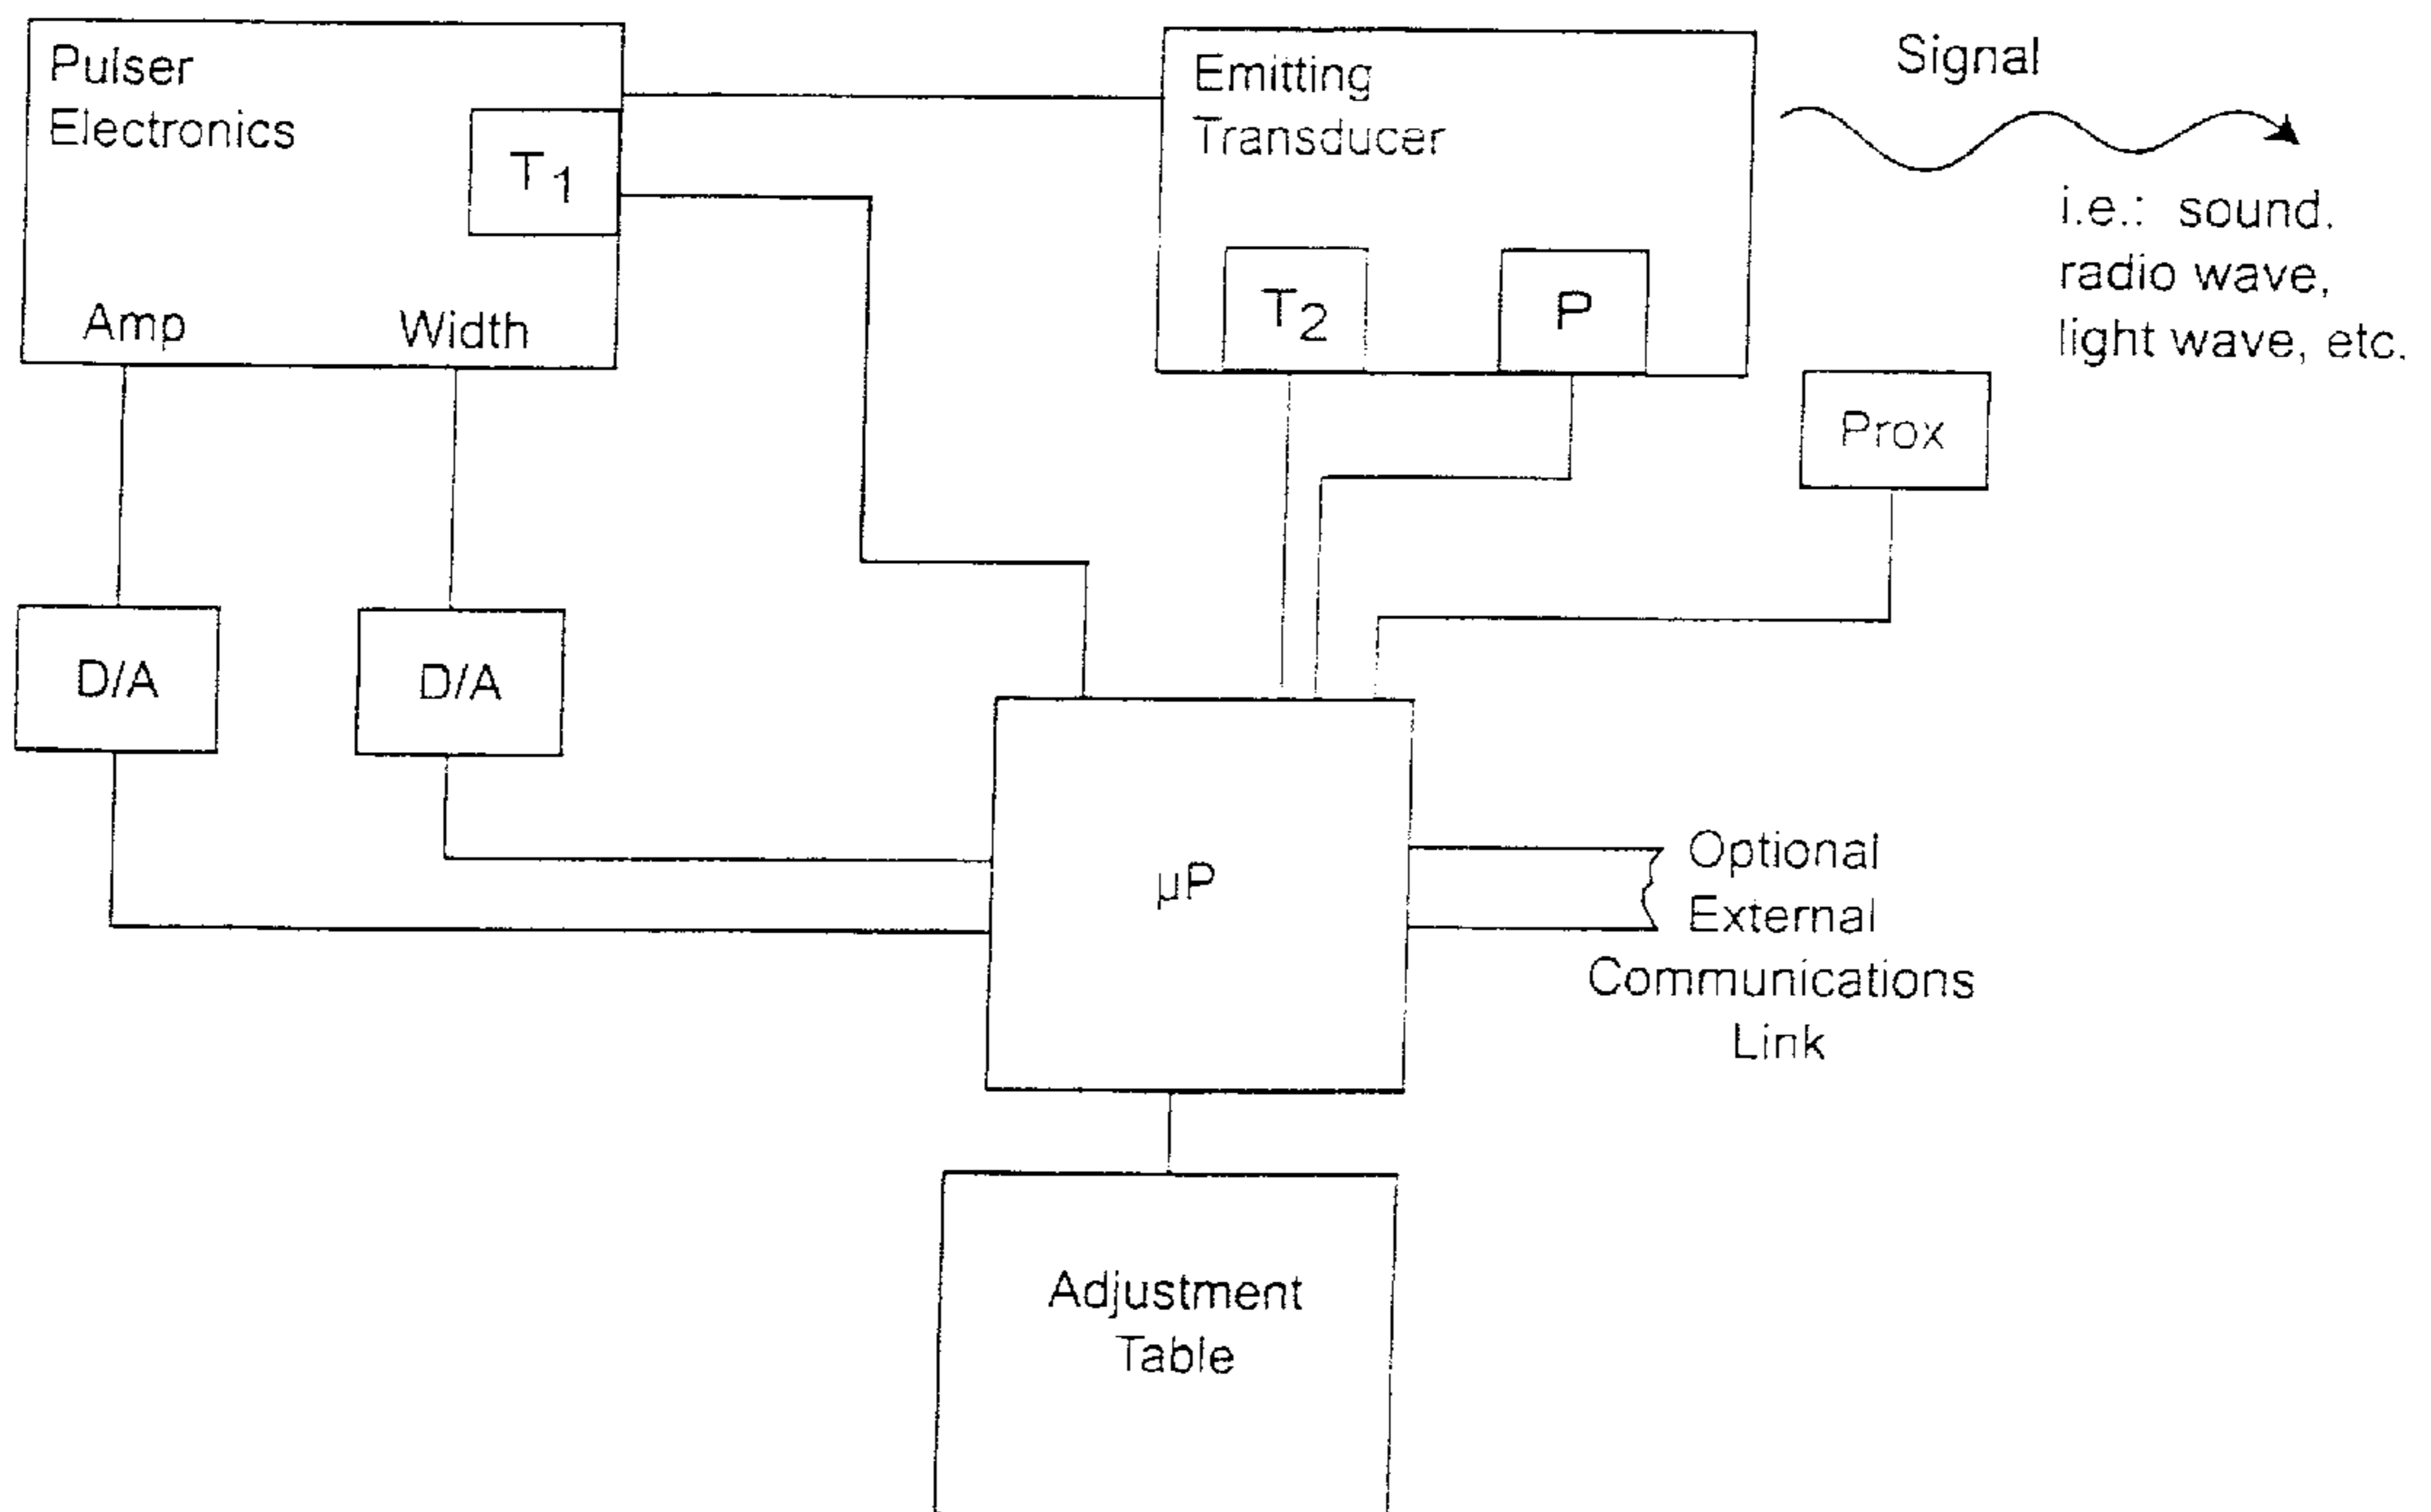 Pulser
Electronics
T1
Amp
Width
Emitting
Transducer
T2
P
Signal
i.e.: sound.
radio wave,
light wave, etc.
Prox
D/A
D/A
µP
Optional
External
Communications
Link
Adjustment
Table